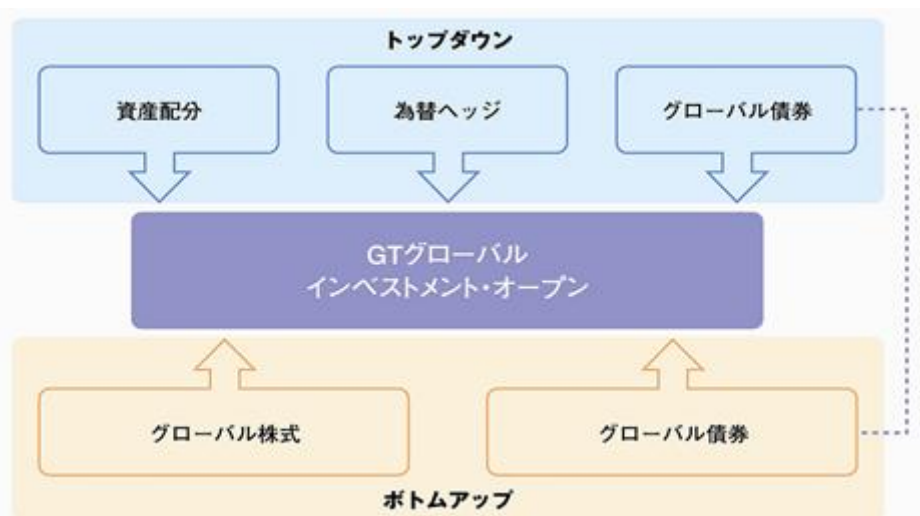 トップダウン
資産配分
為替ヘッジ
グローバル債券
GTグローバル
インベストメント・オープン
グローバル株式
グローバル債券
ボトムアップ